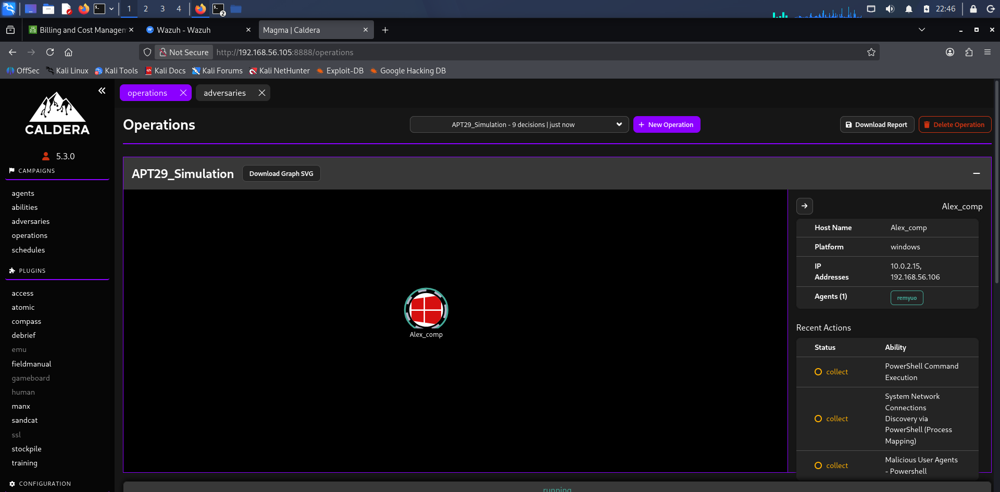 1 2 3 4 2 22:46
Billing and Cost Managem Wazuh - Wazuh Magma | Caldera
Not Secure http://192.168.56.105:8888/operations
OffSec Kali Linux Kali Tools Kali Docs Kali Forums Kali NetHunter Exploit-DB Google Hacking DB
CALDERA
5.3.0
CAMPAIGNS
agents
abilities
adversaries
operations
schedules
PLUGINS
access
atomic
compass
debrief
emu
fieldmanual
gameboard
human
manx
sandcat
ssl
stockpile
training
CONFIGURATION
operations adversaries
Operations APT29_Simulation - 9 decisions | just now + New Operation Download Report Delete Operation
APT29_Simulation Download Graph SVG
Alex_comp
Alex_comp
Host Name Alex_comp
Platform windows
IP Addresses 10.0.2.15, 192.168.56.106
Agents (1) remyuo
Recent Actions
Status Ability
collect PowerShell Command
Execution
collect System Network
Connections
Discovery via
PowerShell (Process
Mapping)
collect Malicious User Agents
- Powershell
running